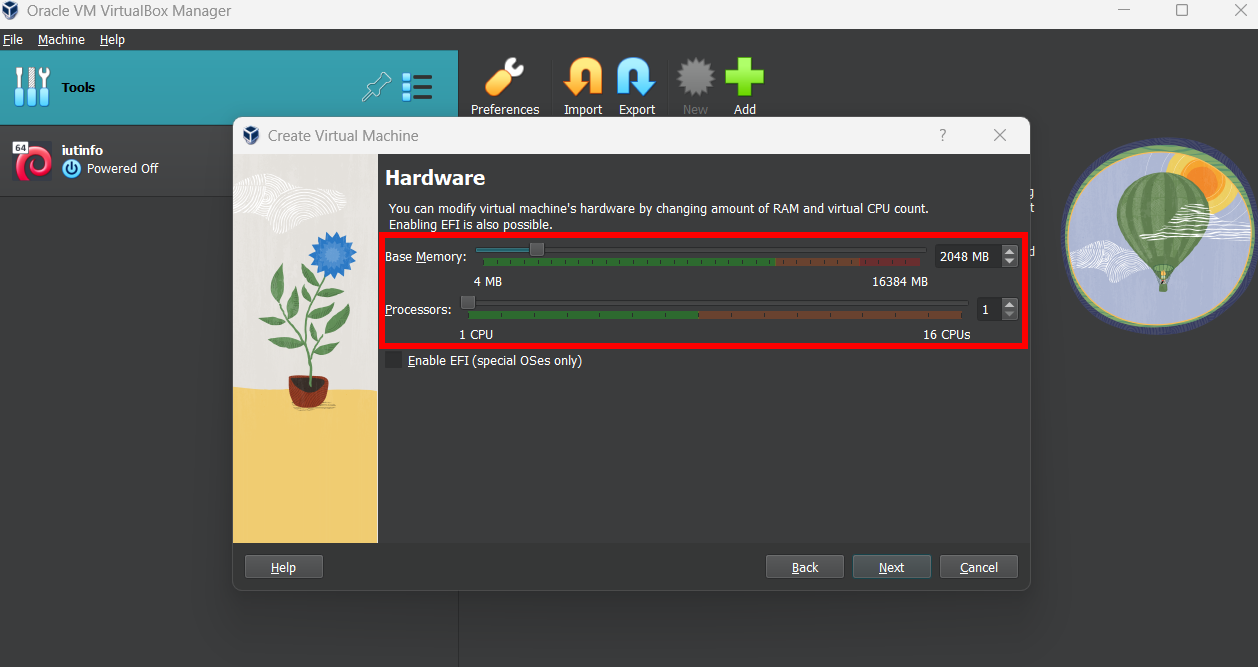 Oracle VM VirtualBox Manager
File Machine Help
Tools
Preferences Import Export New Add
64
iutinfo
Powered Off
Create Virtual Machine ?
Hardware
You can modify virtual machine's hardware by changing amount of RAM and virtual CPU count.
Enabling EFI is also possible.
Base Memory: 2048 MB
4 MB 16384 MB
Processors: 1
1 CPU 16 CPUs
Enable EFI (special OSes only)
Help Back Next Cancel